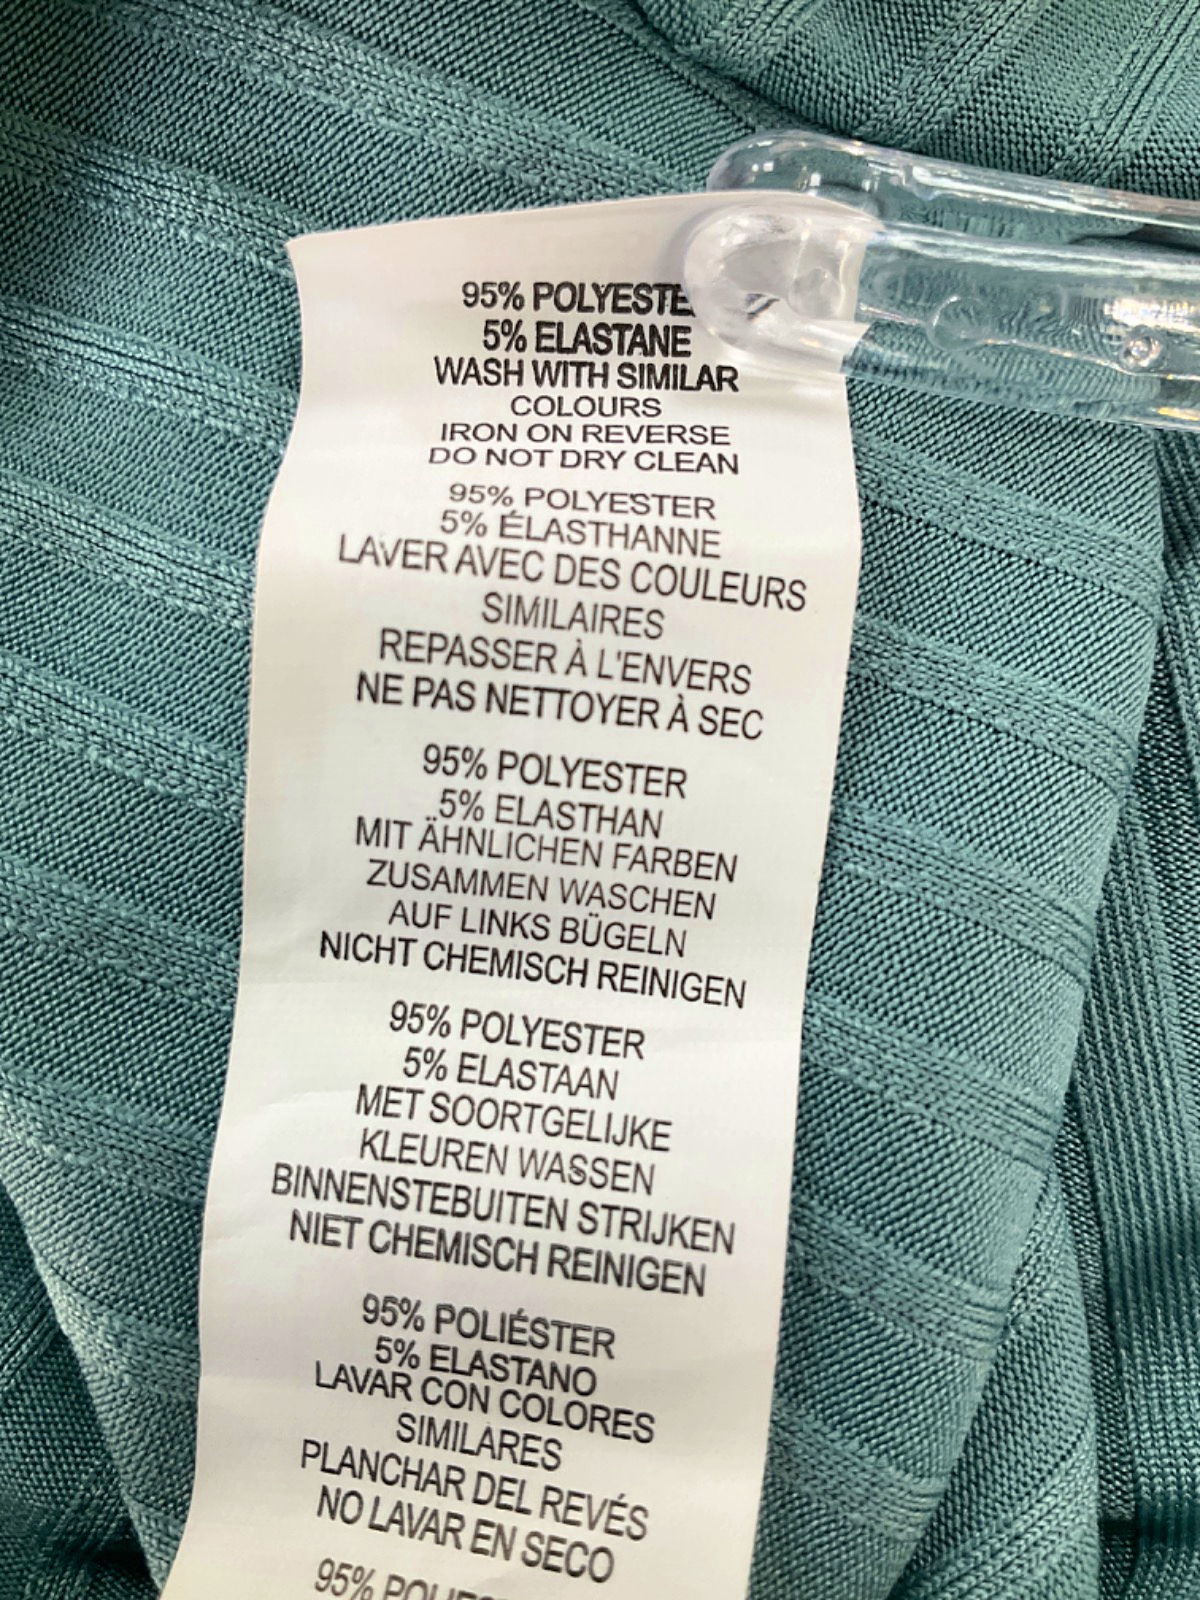 95% POLYESTE
5% ELASTANE
WASH WITH SIMILAR
COLOURS
IRON ON REVERSE
DO NOT DRY CLEAN
95% POLYESTER
5% ÉLASTHANNE
LAVER AVEC DES COULEURS
SIMILAIRES
REPASSER À L'ENVERS
NE PAS NETTOYER À SEC
95% POLYESTER
5% ELASTHAN
MIT ÄHNLICHEN FARBEN
ZUSAMMEN WASCHEN
AUF LINKS BÜGELN
NICHT CHEMISCH REINIGEN
95% POLYESTER
5% ELASTAAN
MET SOORTGELIJKE
KLEUREN WASSEN
BINNENSTEBUITEN STRIJKEN
NIET CHEMISCH REINIGEN
95% POLIÉSTER
5% ELASTANO
LAVAR CON COLORES
SIMILARES
PLANCHAR DEL REVÉS
NO LAVAR EN SECO
95%